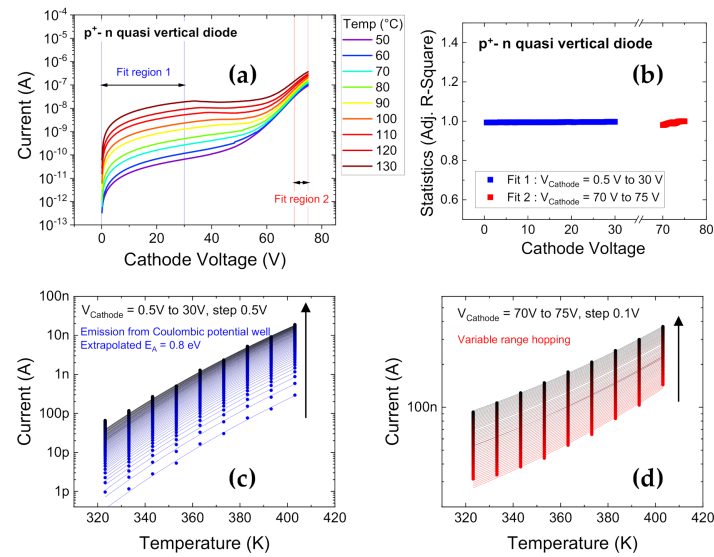 (a)
p⁺- n quasi vertical diode
Fit region 1
Fit region 2
Current (A)
10⁻⁴
10⁻⁵
10⁻⁶
10⁻⁷
10⁻⁸
10⁻⁹
10⁻¹⁰
10⁻¹¹
10⁻¹²
10⁻¹³
0 20 40 60 80
Cathode Voltage (V)
Temp (°C)
50
60
70
80
90
100
110
120
130
(b)
p⁺- n quasi vertical diode
Statistics (Adj. R-Square)
1.4
1.2
1.0
0.8
0.6
Fit 1 : V_Cathode = 0.5 V to 30 V
Fit 2 : V_Cathode = 70 V to 75 V
0 5 10 15 20 25 30 70 75 80
Cathode Voltage
(c)
V_Cathode = 0.5V to 30V, step 0.5V
Emission from Coulombic potential well
Extrapolated E_A = 0.8 eV
Current (A)
100n
10n
1n
100p
10p
1p
320 340 360 380 400 420
Temperature (K)
(d)
V_Cathode = 70V to 75V, step 0.1V
Variable range hopping
Current (A)
100n
320 340 360 380 400 420
Temperature (K)